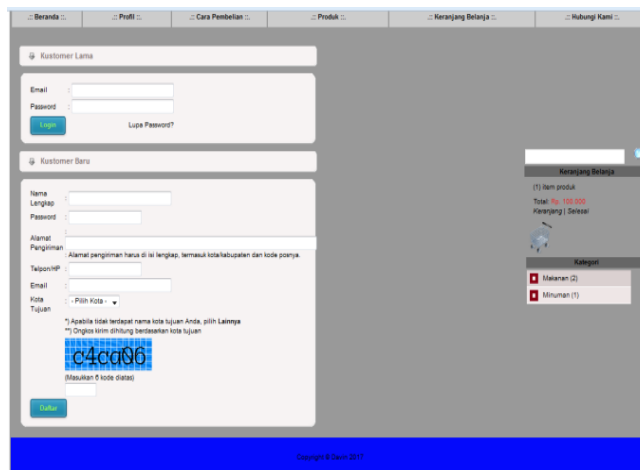 .:: Beranda ::.
.:: Profil ::.
.:: Cara Pembelian ::.
.:: Produk ::.
.:: Keranjang Belanja ::.
.:: Hubungi Kami ::.
Kustomer Lama
Email :
Password :
Login
Lupa Password?
Kustomer Baru
Nama Lengkap :
Password :
Alamat Pengiriman :
: Alamat pengiriman harus di isi lengkap, termasuk kota/kabupaten dan kode posnya.
Telpon/HP :
Email :
Kota Tujuan : - Pilih Kota -
*) Apabila tidak terdapat nama kota tujuan Anda, pilih Lainnya
**) Ongkos kirim dihitung berdasarkan kota tujuan
c4ca06
(Masukkan 6 kode diatas)
Daftar
Keranjang Belanja
(1) item produk
Total: Rp. 100.000
Keranjang | Selesai
Kategori
Makanan (2)
Minuman (1)
Copyright © 2017